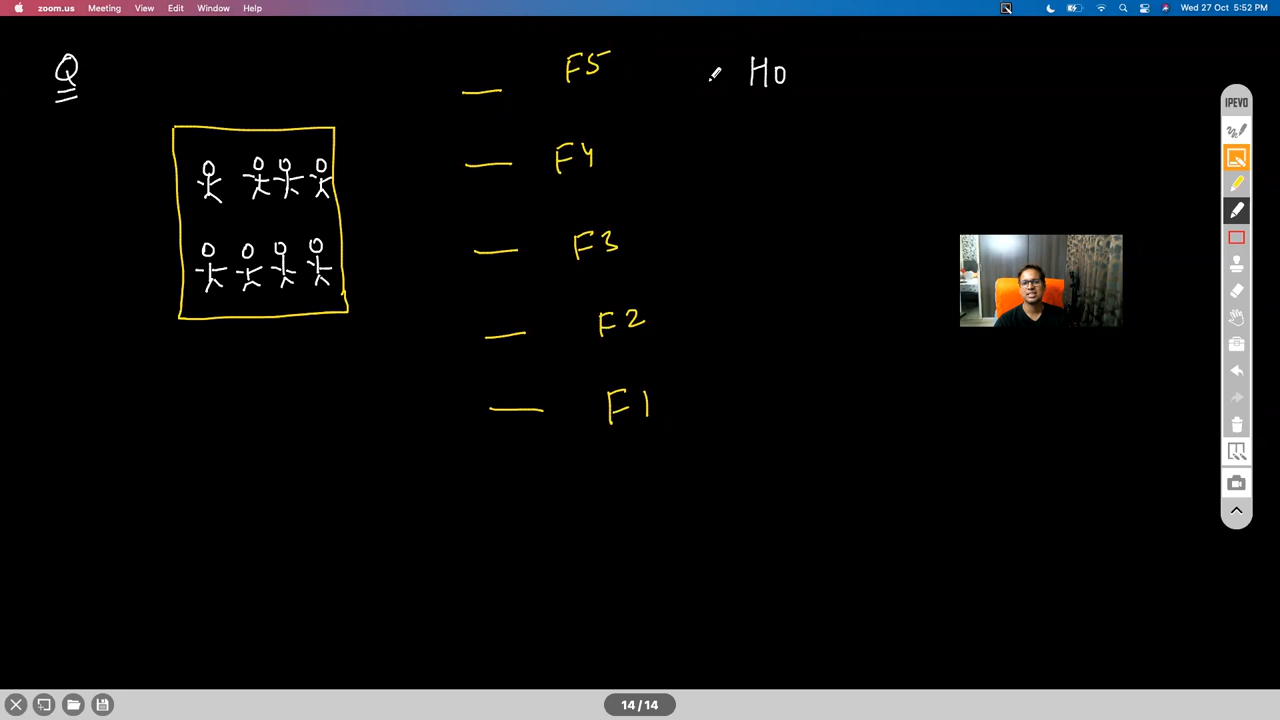 zoom.us Meeting View Edit Window Help Wed 27 Oct 5:52 PM
Q
F5 Ho
F4
F3
F2
F1
IPEVO
14/14